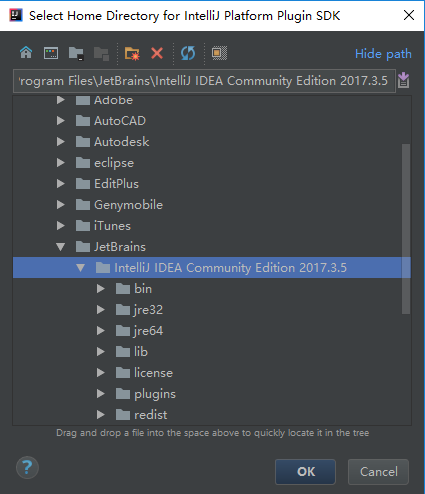 Select Home Directory for IntelliJ Platform Plugin SDK
Hide path
rogram Files\JetBrains\IntelliJ IDEA Community Edition 2017.3.5
Adobe
AutoCAD
Autodesk
eclipse
EditPlus
Genymobile
iTunes
JetBrains
IntelliJ IDEA Community Edition 2017.3.5
bin
jre32
jre64
lib
license
plugins
redist
Drag and drop a file into the space above to quickly locate it in the tree
?
OK
Cancel